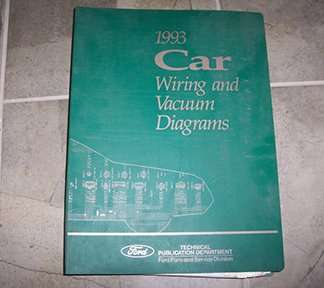 1993
Car
Wiring and
Vacuum
Diagrams
Ford
TECHNICAL
PUBLICATION DEPARTMENT
Ford Parts and Service Division